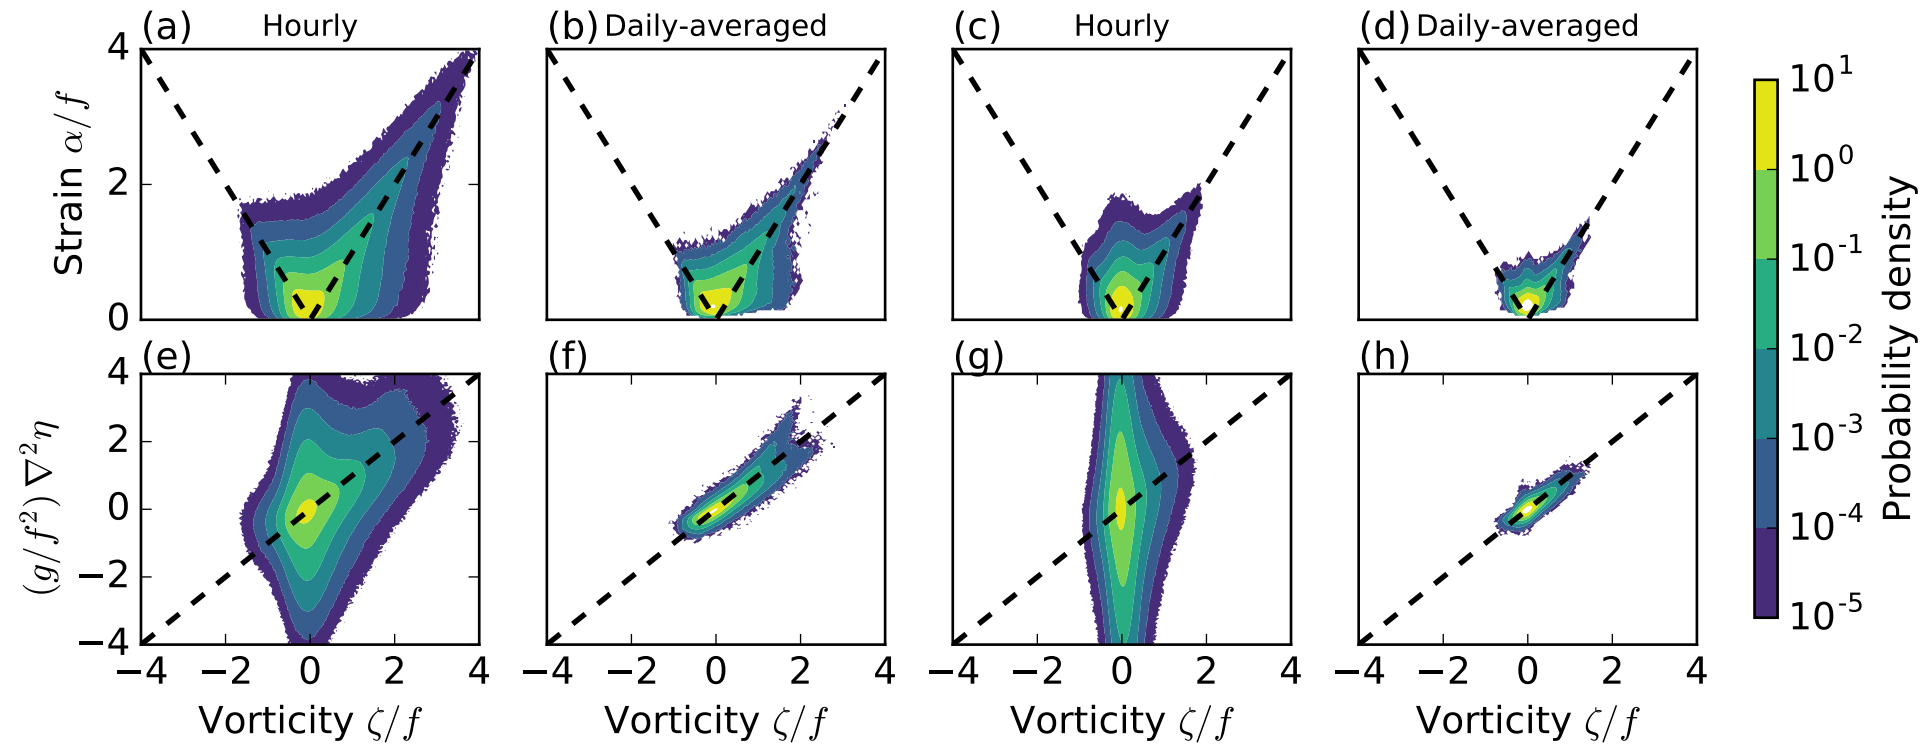 (a) Hourly (b) Daily-averaged (c) Hourly (d) Daily-averaged
4
2
0
Strain α/f
(e) (f) (g) (h)
4
2
0
−2
−4
(g/f²) ∇²η
−4 −2 0 2 4 −4 −2 0 2 4 −4 −2 0 2 4 −4 −2 0 2 4
Vorticity ζ/f Vorticity ζ/f Vorticity ζ/f Vorticity ζ/f
10¹
10⁰
10⁻¹
10⁻²
10⁻³
10⁻⁴
10⁻⁵
Probability density